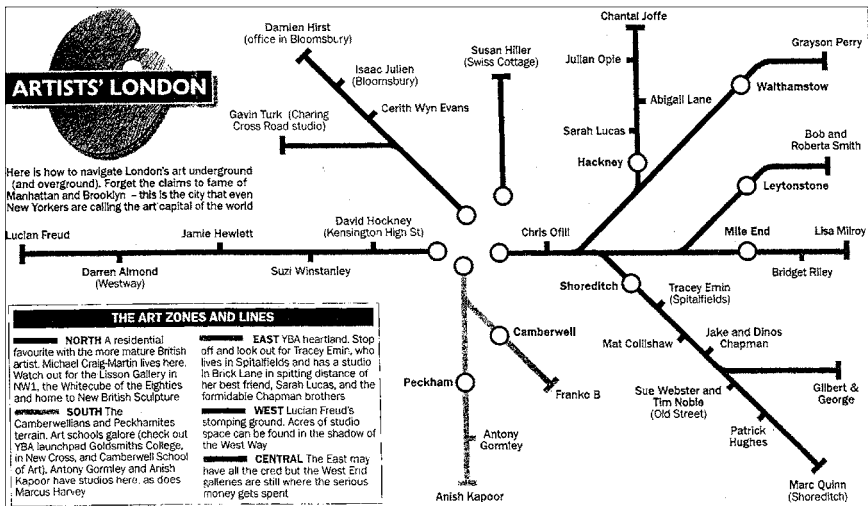 ARTISTS' LONDON
Here is how to navigate London's art underground
(and overground). Forget the claims to fame of
Manhattan and Brooklyn – this is the city that even
New Yorkers are calling the art capital of the world
Damien Hirst
(office in Bloomsbury)
Isaac Julien
(Bloomsbury)
Cerith Wyn Evans
Gavin Turk (Charing
Cross Road studio)
Susan Hiller
(Swiss Cottage)
Chantal Joffe
Julian Opie
Abigail Lane
Sarah Lucas
Hackney
Grayson Perry
Walthamstow
Bob and
Roberta Smith
Leytonstone
Lucian Freud
Darren Almond
(Westway)
Jamie Hewlett
Suzi Winstanley
David Hockney
(Kensington High St)
Chris Ofili
Mile End
Lisa Milroy
Bridget Riley
Shoreditch
Tracey Emin
(Spitalfields)
Mat Collishaw
Jake and Dinos
Chapman
Sue Webster and
Tim Noble
(Old Street)
Gilbert &
George
Patrick
Hughes
Marc Quinn
(Shoreditch)
Camberwell
Franko B
Peckham
Antony
Gormley
Anish Kapoor
THE ART ZONES AND LINES
NORTH A residential
favourite with the more mature British
artist. Michael Craig-Martin lives here.
Watch out for the Lisson Gallery in
NW1, the Whitecube of the Eighties
and home to New British Sculpture
SOUTH The
Camberwellians and Peckhamites
terrain. Art schools galore (check out
YBA launchpad Goldsmiths College,
in New Cross, and Camberwell School
of Art). Antony Gormley and Anish
Kapoor have studios here, as does
Marcus Harvey
EAST YBA heartland. Stop
off and look out for Tracey Emin, who
lives in Spitalfields and has a studio
in Brick Lane in spitting distance of
her best friend, Sarah Lucas, and the
formidable Chapman brothers
WEST Lucian Freud's
stomping ground. Acres of studio
space can be found in the shadow of
the West Way
CENTRAL The East may
have all the cred but the West End
galleries are still where the serious
money gets spent